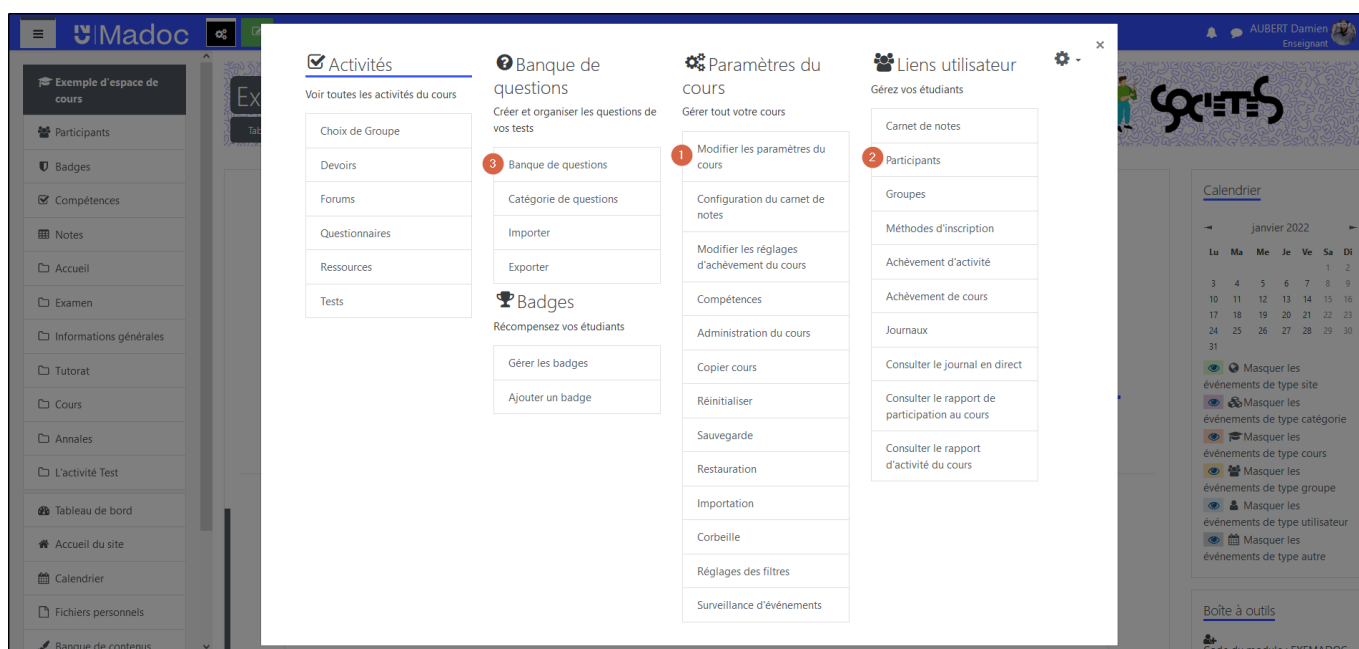 Madoc
AUBERT Damien
Enseignant
Exemple d'espace de
cours
Participants
Badges
Compétences
Notes
Accueil
Examen
Informations générales
Tutorat
Cours
Annales
L'activité Test
Tableau de bord
Accueil du site
Calendrier
Fichiers personnels
Banque de contenus
Ex
Tab
Activités
Voir toutes les activités du cours
Choix de Groupe
Devoirs
Forums
Questionnaires
Ressources
Tests
Banque de
questions
Créer et organiser les questions de
vos tests
3 Banque de questions
Catégorie de questions
Importer
Exporter
Badges
Récompensez vos étudiants
Gérer les badges
Ajouter un badge
Paramètres du
cours
Gérer tout votre cours
1 Modifier les paramètres du
cours
Configuration du carnet de
notes
Modifier les réglages
d'achèvement du cours
Compétences
Administration du cours
Copier cours
Réinitialiser
Sauvegarde
Restauration
Importation
Corbeille
Réglages des filtres
Surveillance d'événements
Liens utilisateur
Gérez vos étudiants
Carnet de notes
2 Participants
Groupes
Méthodes d'inscription
Achèvement d'activité
Achèvement de cours
Journaux
Consulter le journal en direct
Consulter le rapport de
participation au cours
Consulter le rapport
d'activité du cours
×
SOCIETES
Calendrier
janvier 2022
Lu Ma Me Je Ve Sa Di
1 2
3 4 5 6 7 8 9
10 11 12 13 14 15 16
17 18 19 20 21 22 23
24 25 26 27 28 29 30
31
Masquer les
événements de type site
Masquer les
événements de type catégorie
Masquer les
événements de type cours
Masquer les
événements de type groupe
Masquer les
événements de type utilisateur
Masquer les
événements de type autre
Boîte à outils
Code du module : EXEMADOC